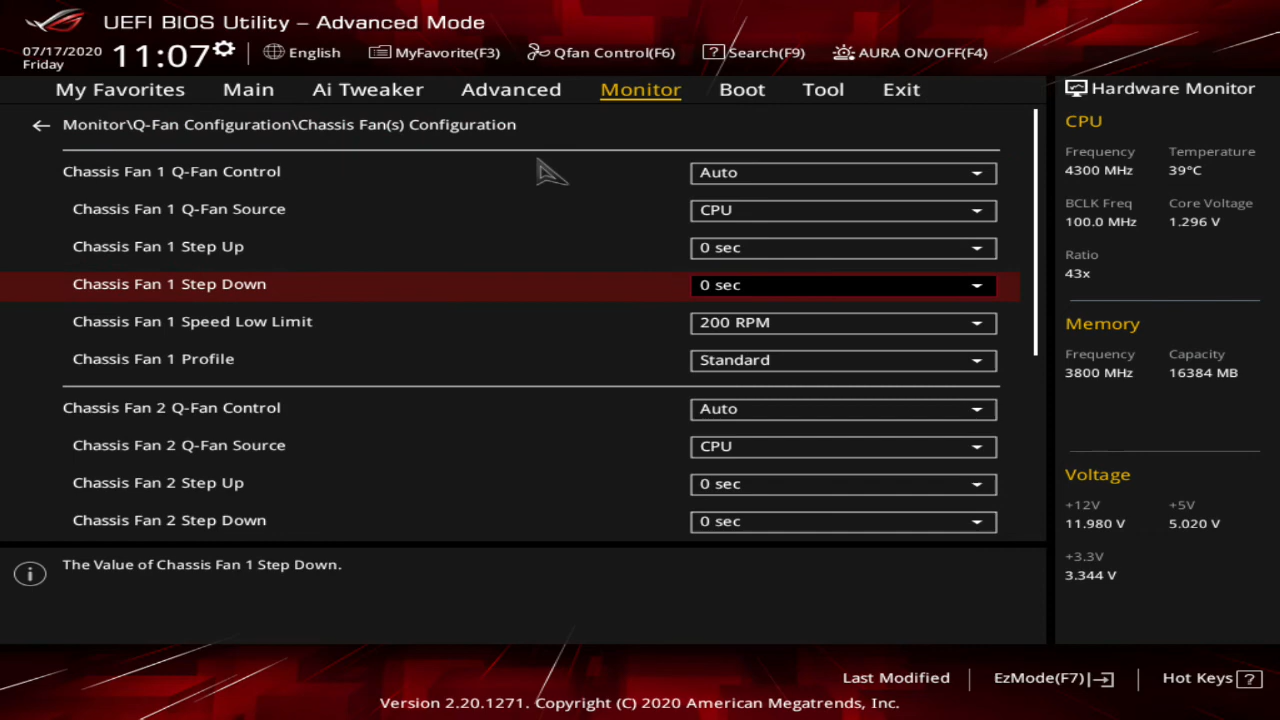 UEFI BIOS Utility – Advanced Mode
07/17/2020
Friday
11:07
English
MyFavorite(F3)
Qfan Control(F6)
? Search(F9)
AURA ON/OFF(F4)
My Favorites Main Ai Tweaker Advanced Monitor Boot Tool Exit
Monitor\Q-Fan Configuration\Chassis Fan(s) Configuration
Chassis Fan 1 Q-Fan Control Auto
Chassis Fan 1 Q-Fan Source CPU
Chassis Fan 1 Step Up 0 sec
Chassis Fan 1 Step Down 0 sec
Chassis Fan 1 Speed Low Limit 200 RPM
Chassis Fan 1 Profile Standard
Chassis Fan 2 Q-Fan Control Auto
Chassis Fan 2 Q-Fan Source CPU
Chassis Fan 2 Step Up 0 sec
Chassis Fan 2 Step Down 0 sec
The Value of Chassis Fan 1 Step Down.
Hardware Monitor
CPU
Frequency Temperature
4300 MHz 39°C
BCLK Freq Core Voltage
100.0 MHz 1.296 V
Ratio
43x
Memory
Frequency Capacity
3800 MHz 16384 MB
Voltage
+12V +5V
11.980 V 5.020 V
+3.3V
3.344 V
Last Modified
EzMode(F7)
Hot Keys ?
Version 2.20.1271. Copyright (C) 2020 American Megatrends, Inc.